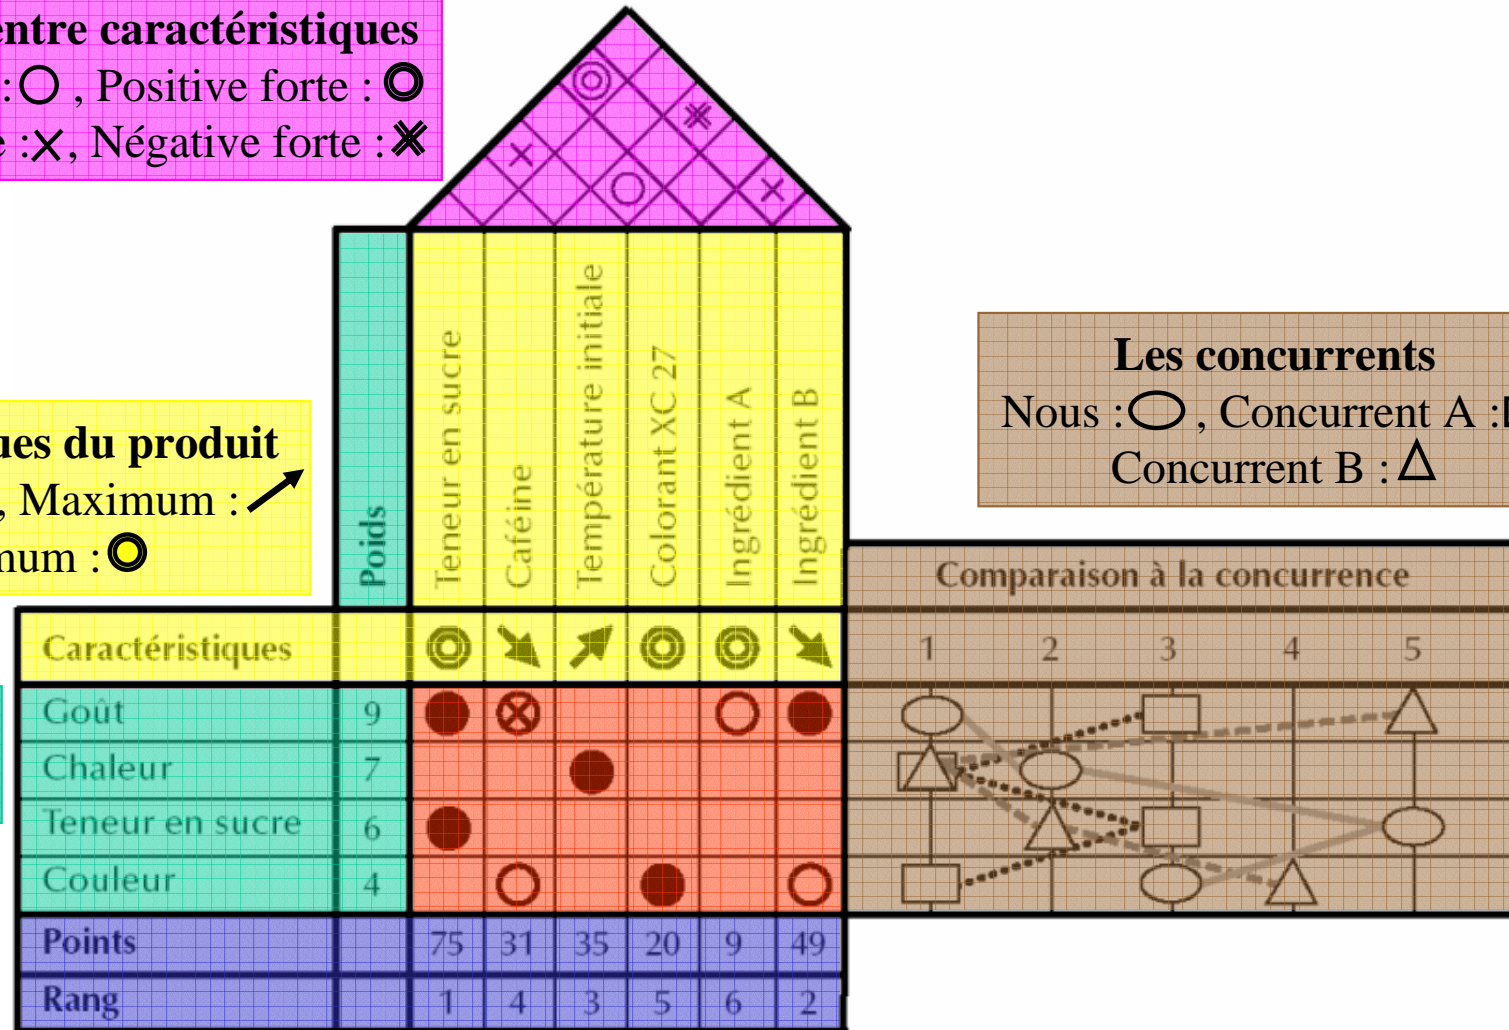 entre caractéristiques
: , Positive forte :
: , Négative forte :
ues du produit
, Maximum :
mum :
Les concurrents
Nous : , Concurrent A :
Concurrent B :
Poids
Teneur en sucre
Caféine
Température initiale
Colorant XC 27
Ingrédient A
Ingrédient B
Comparaison à la concurrence
Caractéristiques 1 2 3 4 5
Goût 9
Chaleur 7
Teneur en sucre 6
Couleur 4
Points 75 31 35 20 9 49
Rang 1 4 3 5 6 2